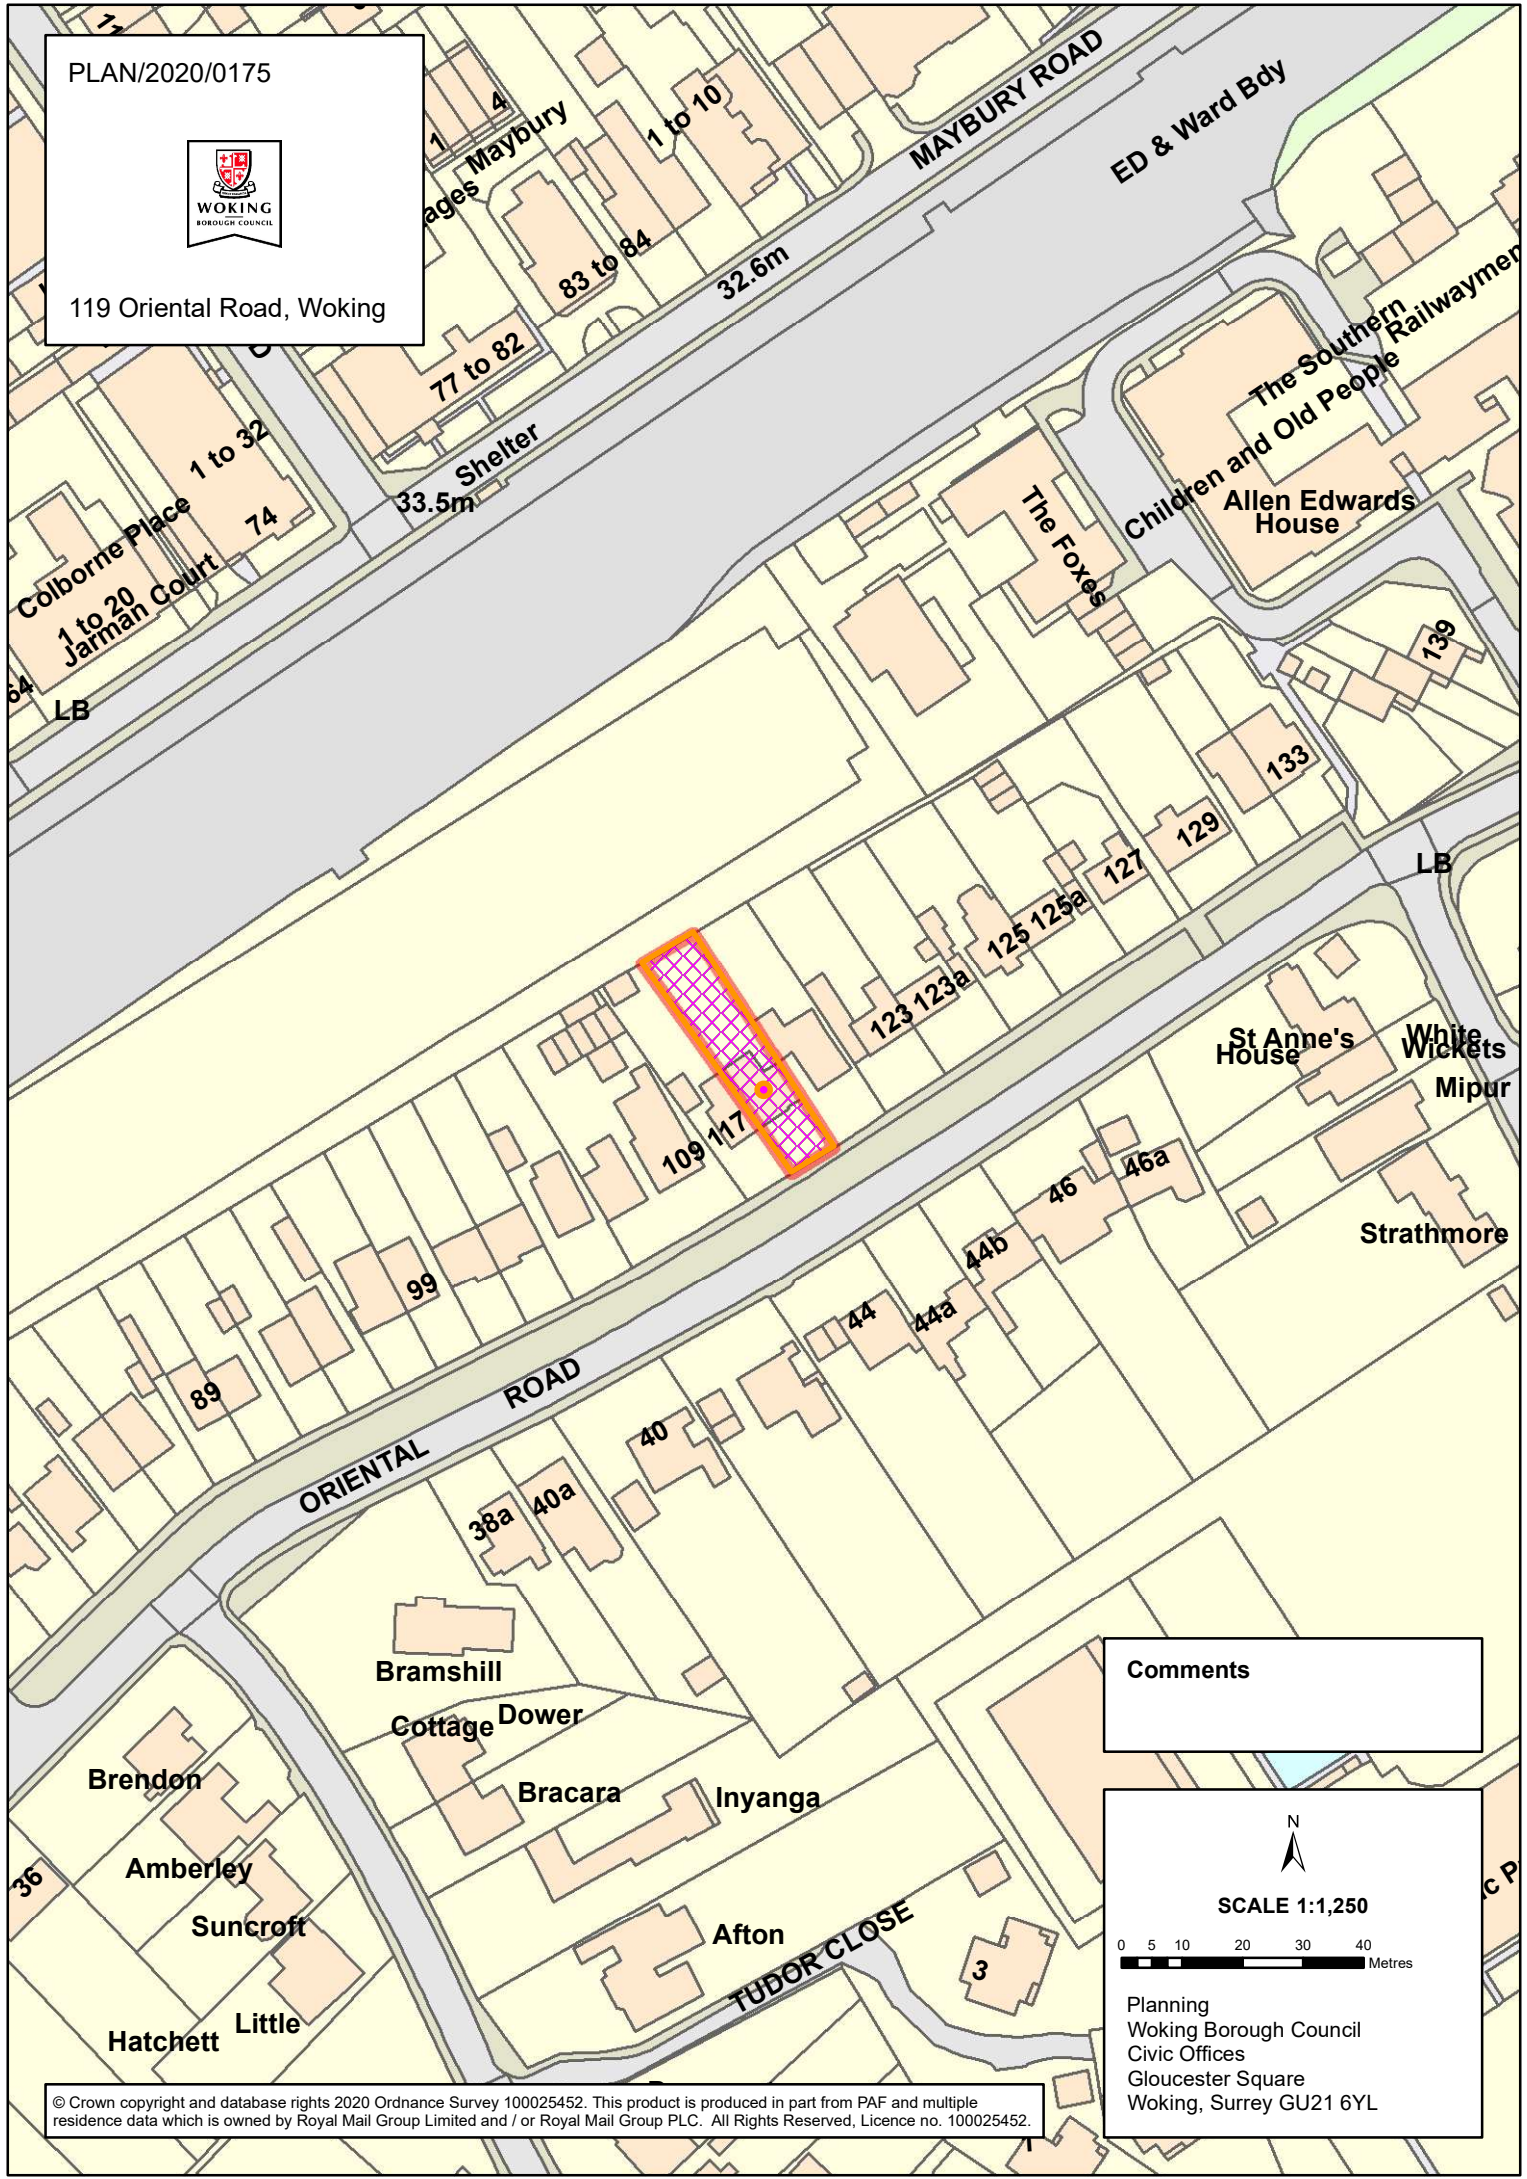 PLAN/2020/0175
WOKING
BOROUGH COUNCIL
119 Oriental Road, Woking
11
1
4
Maybury
ages
1 to 10
MAYBURY ROAD
ED & Ward Bdy
83 to 84
32.6m
77 to 82
Shelter
33.5m
1 to 32
74
Colborne Place
1 to 20
Jarman Court
64
LB
The Southern
Railwaymen
Children and Old People
Allen Edwards
House
The Foxes
139
133
129
127
125a
125
123a
123
LB
117
109
99
89
St Anne's
House
White
Wickets
Mipur
Strathmore
46a
46
44b
44a
44
40
40a
38a
ORIENTAL
ROAD
Bramshill
Cottage
Dower
Bracara
Inyanga
Brendon
Amberley
36
Suncroft
Afton
TUDOR CLOSE
3
Little
Hatchett
Comments
N
SCALE 1:1,250
0 5 10 20 30 40
Metres
Planning
Woking Borough Council
Civic Offices
Gloucester Square
Woking, Surrey GU21 6YL
© Crown copyright and database rights 2020 Ordnance Survey 100025452. This product is produced in part from PAF and multiple
residence data which is owned by Royal Mail Group Limited and / or Royal Mail Group PLC. All Rights Reserved, Licence no. 100025452.